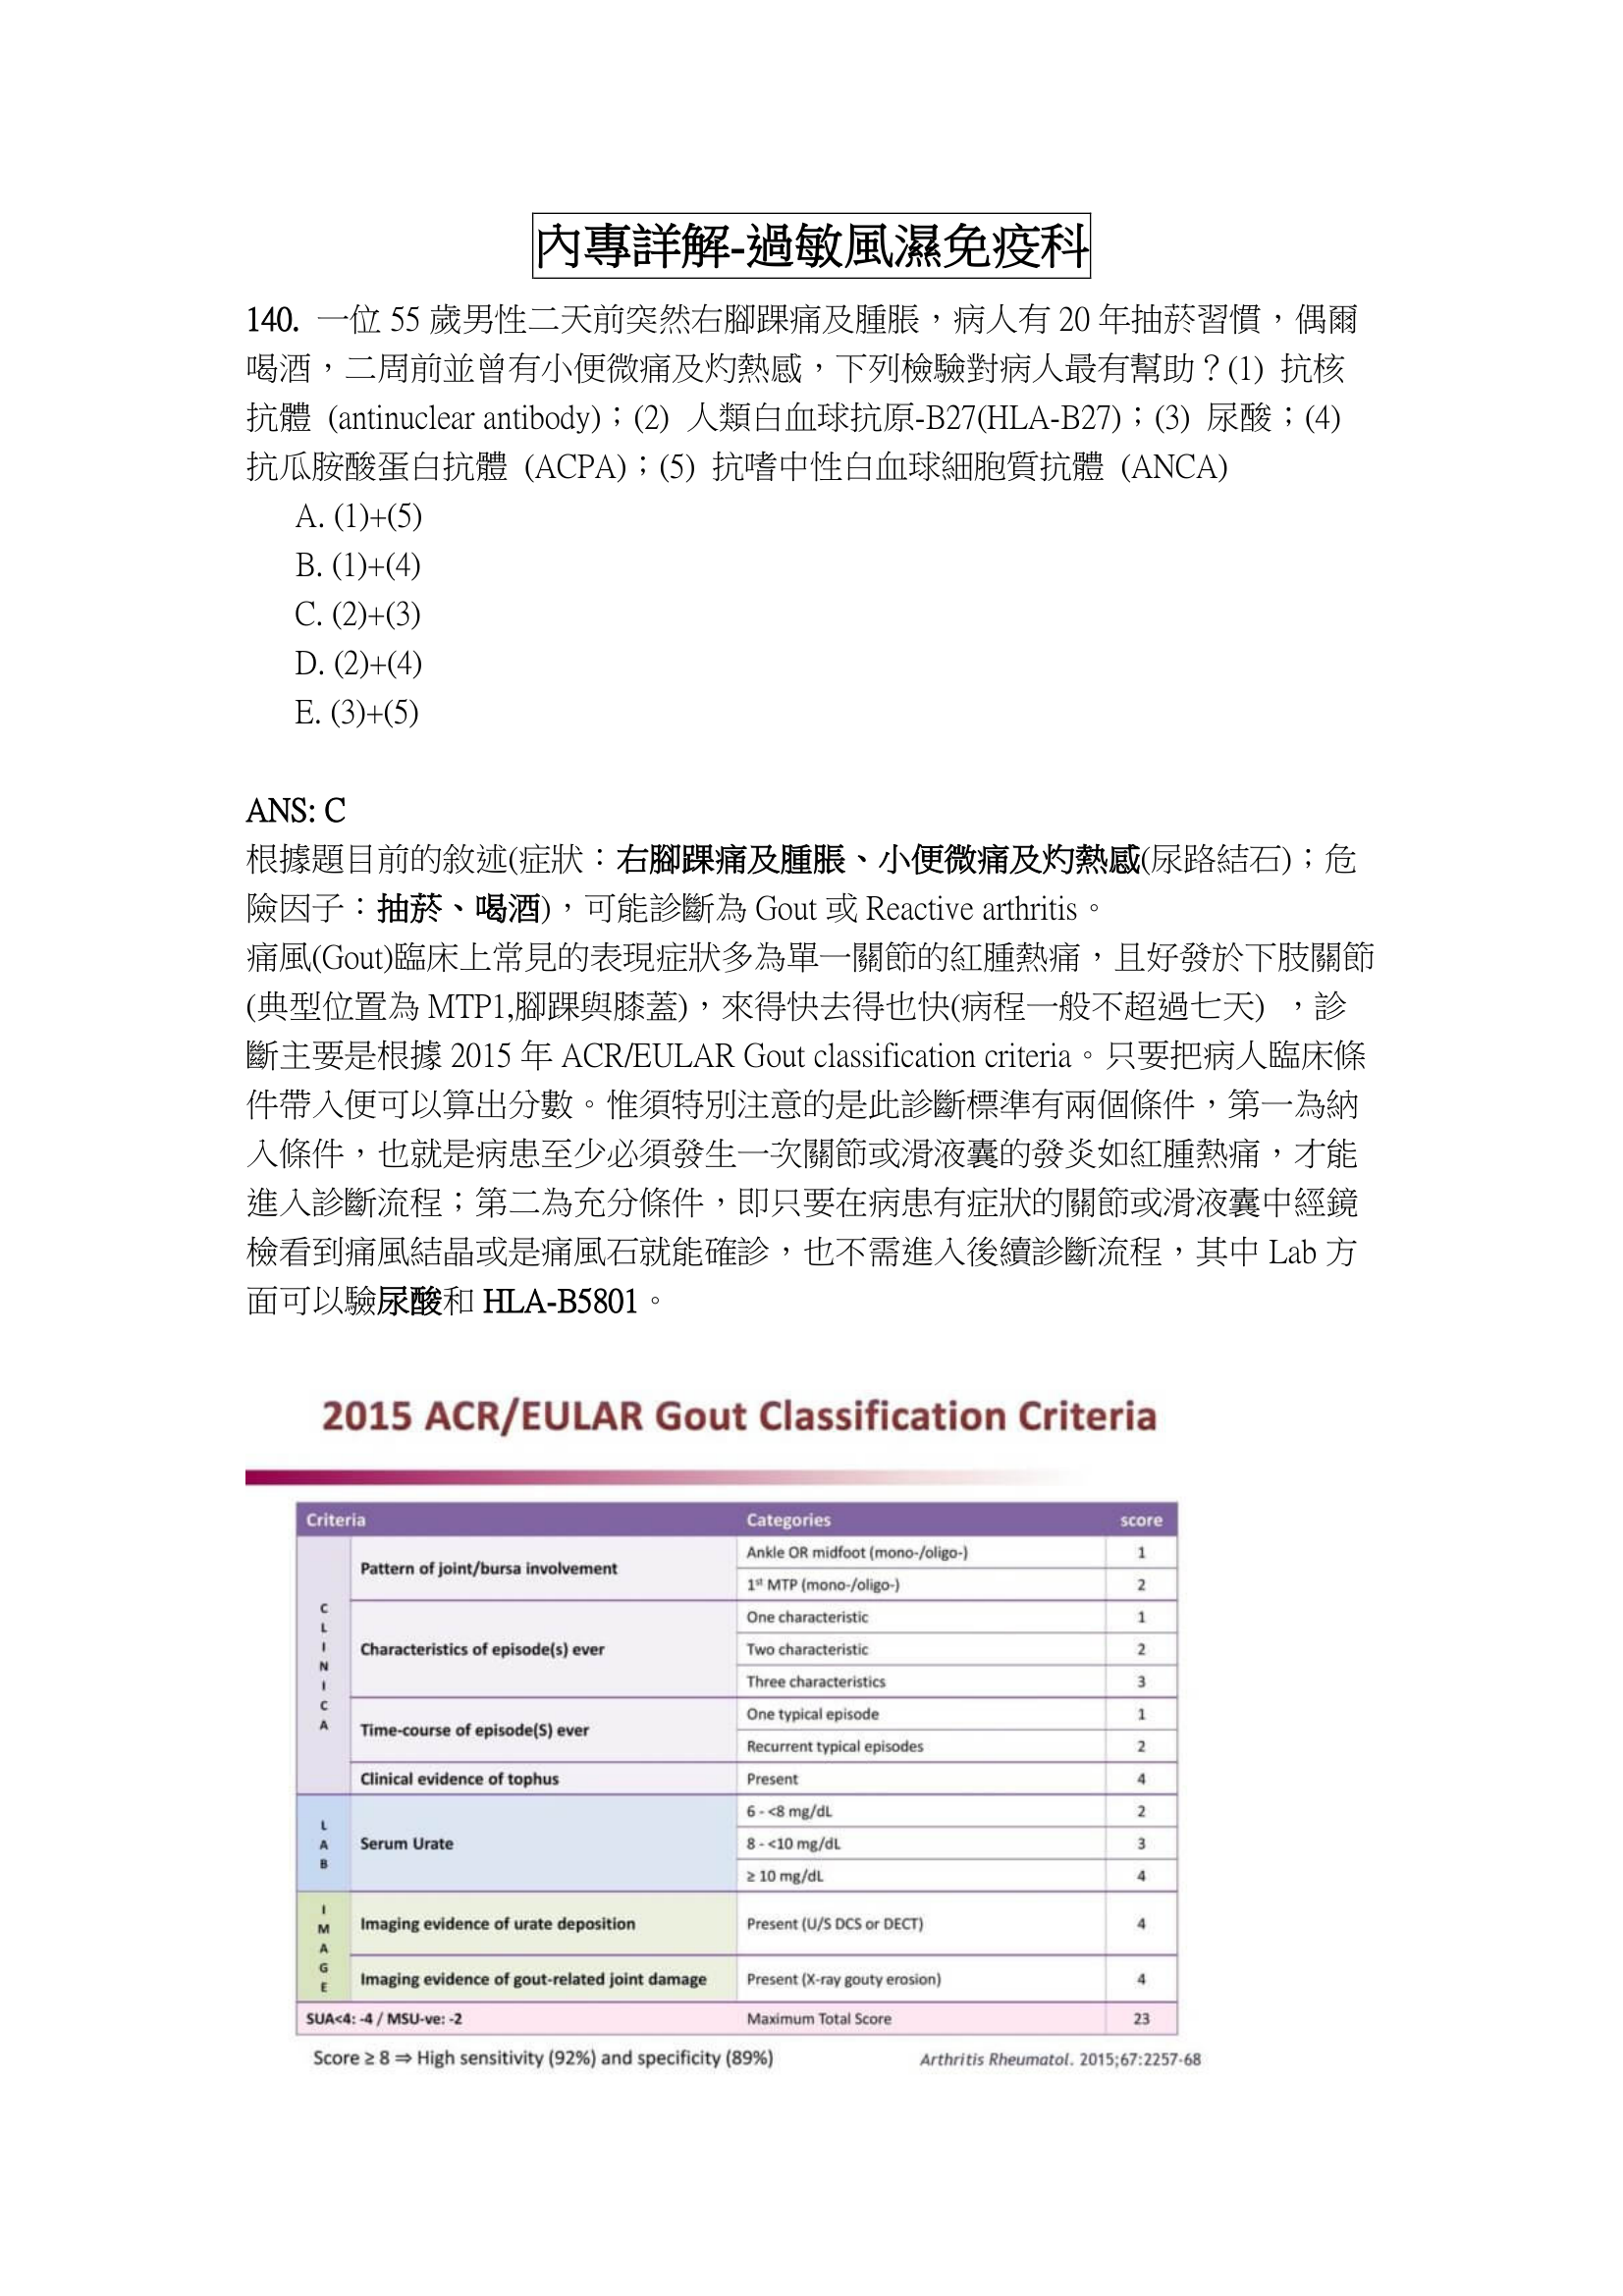 內專詳解-過敏風濕免疫科
140. 一位 55 歲男性二天前突然右腳踝痛及腫脹，病人有 20 年抽菸習慣，偶爾
喝酒，二周前並曾有小便微痛及灼熱感，下列檢驗對病人最有幫助？(1) 抗核
抗體 (antinuclear antibody)；(2) 人類白血球抗原-B27(HLA-B27)；(3) 尿酸；(4)
抗瓜胺酸蛋白抗體 (ACPA)；(5) 抗嗜中性白血球細胞質抗體 (ANCA)
A. (1)+(5)
B. (1)+(4)
C. (2)+(3)
D. (2)+(4)
E. (3)+(5)
ANS: C
根據題目前的敘述(症狀：右腳踝痛及腫脹、小便微痛及灼熱感(尿路結石)；危
險因子：抽菸、喝酒)，可能診斷為 Gout 或 Reactive arthritis。
痛風(Gout)臨床上常見的表現症狀多為單一關節的紅腫熱痛，且好發於下肢關節
(典型位置為 MTP1,腳踝與膝蓋)，來得快去得也快(病程一般不超過七天) ，診
斷主要是根據 2015 年 ACR/EULAR Gout classification criteria。只要把病人臨床條
件帶入便可以算出分數。惟須特別注意的是此診斷標準有兩個條件，第一為納
入條件，也就是病患至少必須發生一次關節或滑液囊的發炎如紅腫熱痛，才能
進入診斷流程；第二為充分條件，即只要在病患有症狀的關節或滑液囊中經鏡
檢看到痛風結晶或是痛風石就能確診，也不需進入後續診斷流程，其中 Lab 方
面可以驗尿酸和 HLA-B5801。
2015 ACR/EULAR Gout Classification Criteria
Criteria Categories score
CLINICA
Pattern of joint/bursa involvement Ankle OR midfoot (mono-/oligo-) 1
1st MTP (mono-/oligo-) 2
Characteristics of episode(s) ever One characteristic 1
Two characteristic 2
Three characteristics 3
Time-course of episode(S) ever One typical episode 1
Recurrent typical episodes 2
Clinical evidence of tophus Present 4
LAB
Serum Urate 6 - <8 mg/dL 2
8 - <10 mg/dL 3
≥ 10 mg/dL 4
IMAGE
Imaging evidence of urate deposition Present (U/S DCS or DECT) 4
Imaging evidence of gout-related joint damage Present (X-ray gouty erosion) 4
SUA<4: -4 / MSU-ve: -2 Maximum Total Score 23
Score ≥ 8 ⇒ High sensitivity (92%) and specificity (89%) Arthritis Rheumatol. 2015;67:2257-68